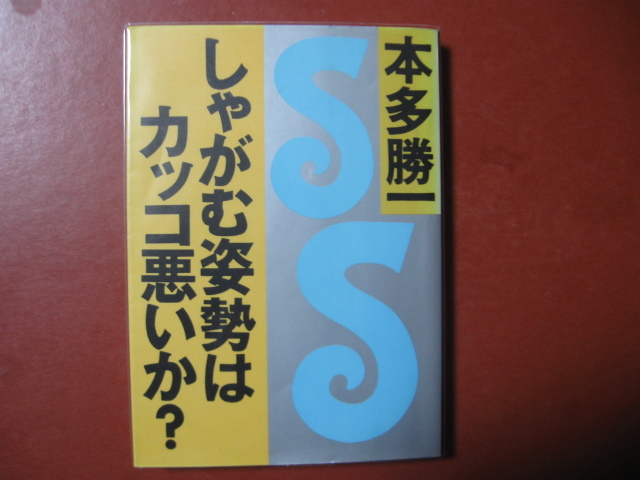 本多勝一
SS
しゃがむ姿勢は
カッコ悪いか?